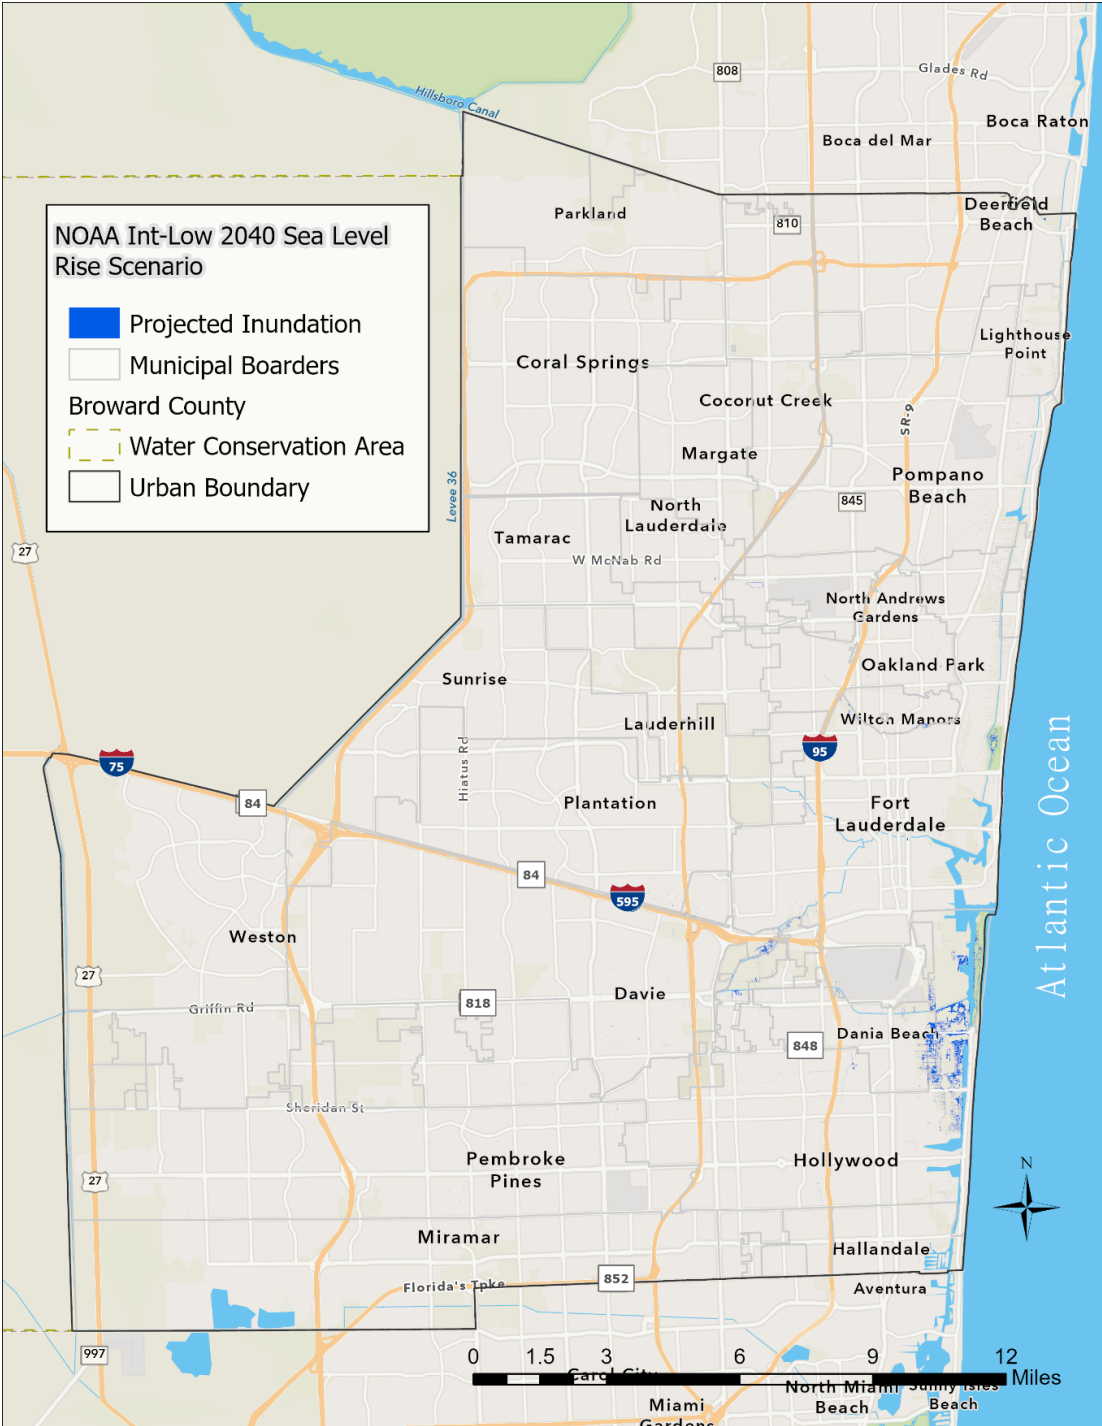 808
Glades Rd
Hillsboro Canal
Boca Raton
Boca del Mar
Deerfield
Beach
Parkland
810
NOAA Int-Low 2040 Sea Level
Rise Scenario
Projected Inundation
Municipal Boarders
Broward County
Water Conservation Area
Urban Boundary
Lighthouse
Point
Coral Springs
Coconut Creek
SR-9
Margate
Pompano
Beach
Levee 36
845
North
Lauderdale
Tamarac
W McNab Rd
27
North Andrews
Gardens
Oakland Park
Sunrise
Lauderhill
Wilton Manors
95
75
Hiatus Rd
84
Plantation
Fort
Lauderdale
Atlantic Ocean
84
595
Weston
27
Davie
818
Griffin Rd
Dania Beach
848
Sheridan St
Pembroke
Pines
Hollywood
N
27
Miramar
Hallandale
852
Florida's Tpke
Aventura
997
0 1.5 3 6 9 12
Miles
Carol City
North Miami
Beach
Sunny Isles
Beach
Miami
Gardens